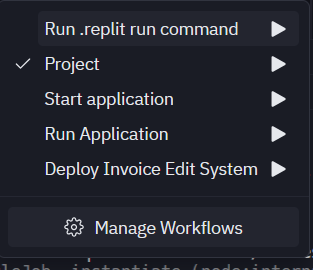 Run .replit run command
Project
Start application
Run Application
Deploy Invoice Edit System
Manage Workflows